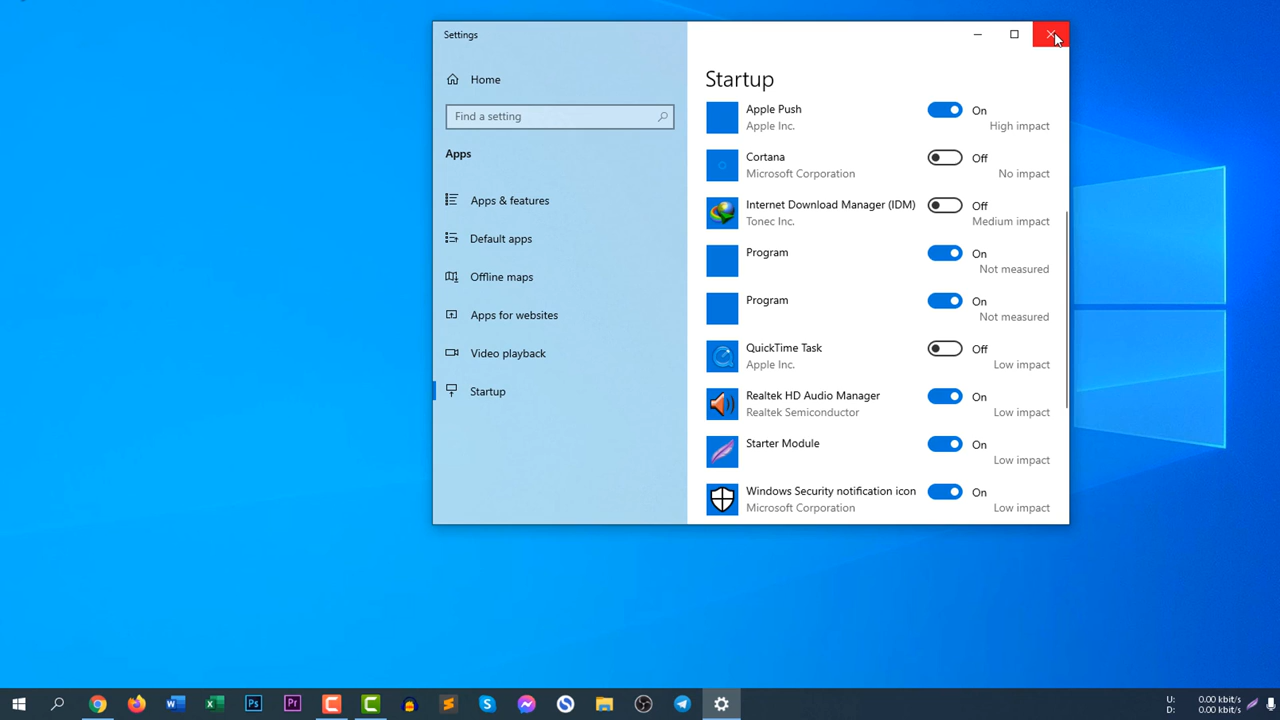 Settings
Home
Find a setting
Apps
Apps & features
Default apps
Offline maps
Apps for websites
Video playback
Startup
Startup
Apple Push
On
Apple Inc.
High impact
Cortana
Off
Microsoft Corporation
No impact
Internet Download Manager (IDM)
Off
Tonec Inc.
Medium impact
Program
On
Not measured
Program
On
Not measured
QuickTime Task
Off
Apple Inc.
Low impact
Realtek HD Audio Manager
On
Realtek Semiconductor
Low impact
Starter Module
On
Low impact
Windows Security notification icon
On
Microsoft Corporation
Low impact
Ps
Pr
U: 0.00 kbit/s
D: 0.00 kbit/s